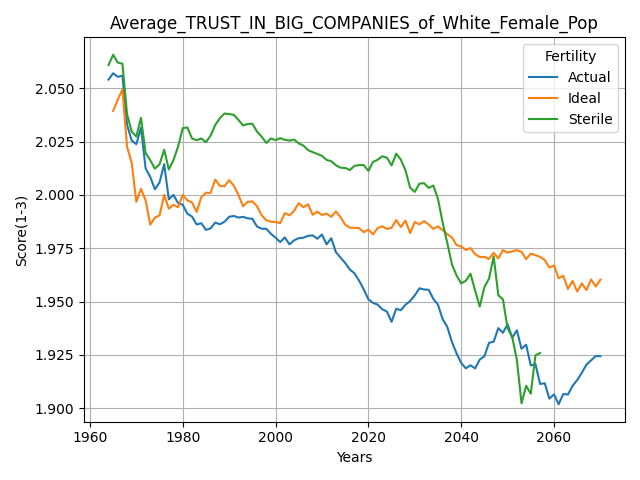 Average_TRUST_IN_BIG_COMPANIES_of_White_Female_Pop
Fertility
Actual
Ideal
Sterile
Score(1-3)
2.050
2.025
2.000
1.975
1.950
1.925
1.900
1960
1980
2000
2020
2040
2060
Years